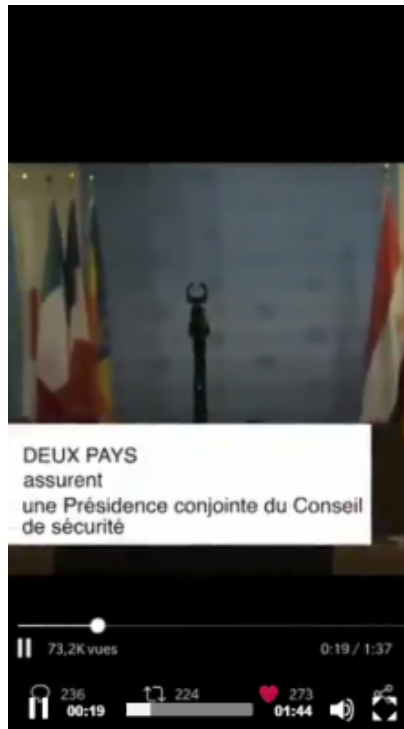 DEUX PAYS
assurent
une Présidence conjointe du Conseil
de sécurité
73,2K vues 0:19 / 1:37
236 224 273
00:19 01:44